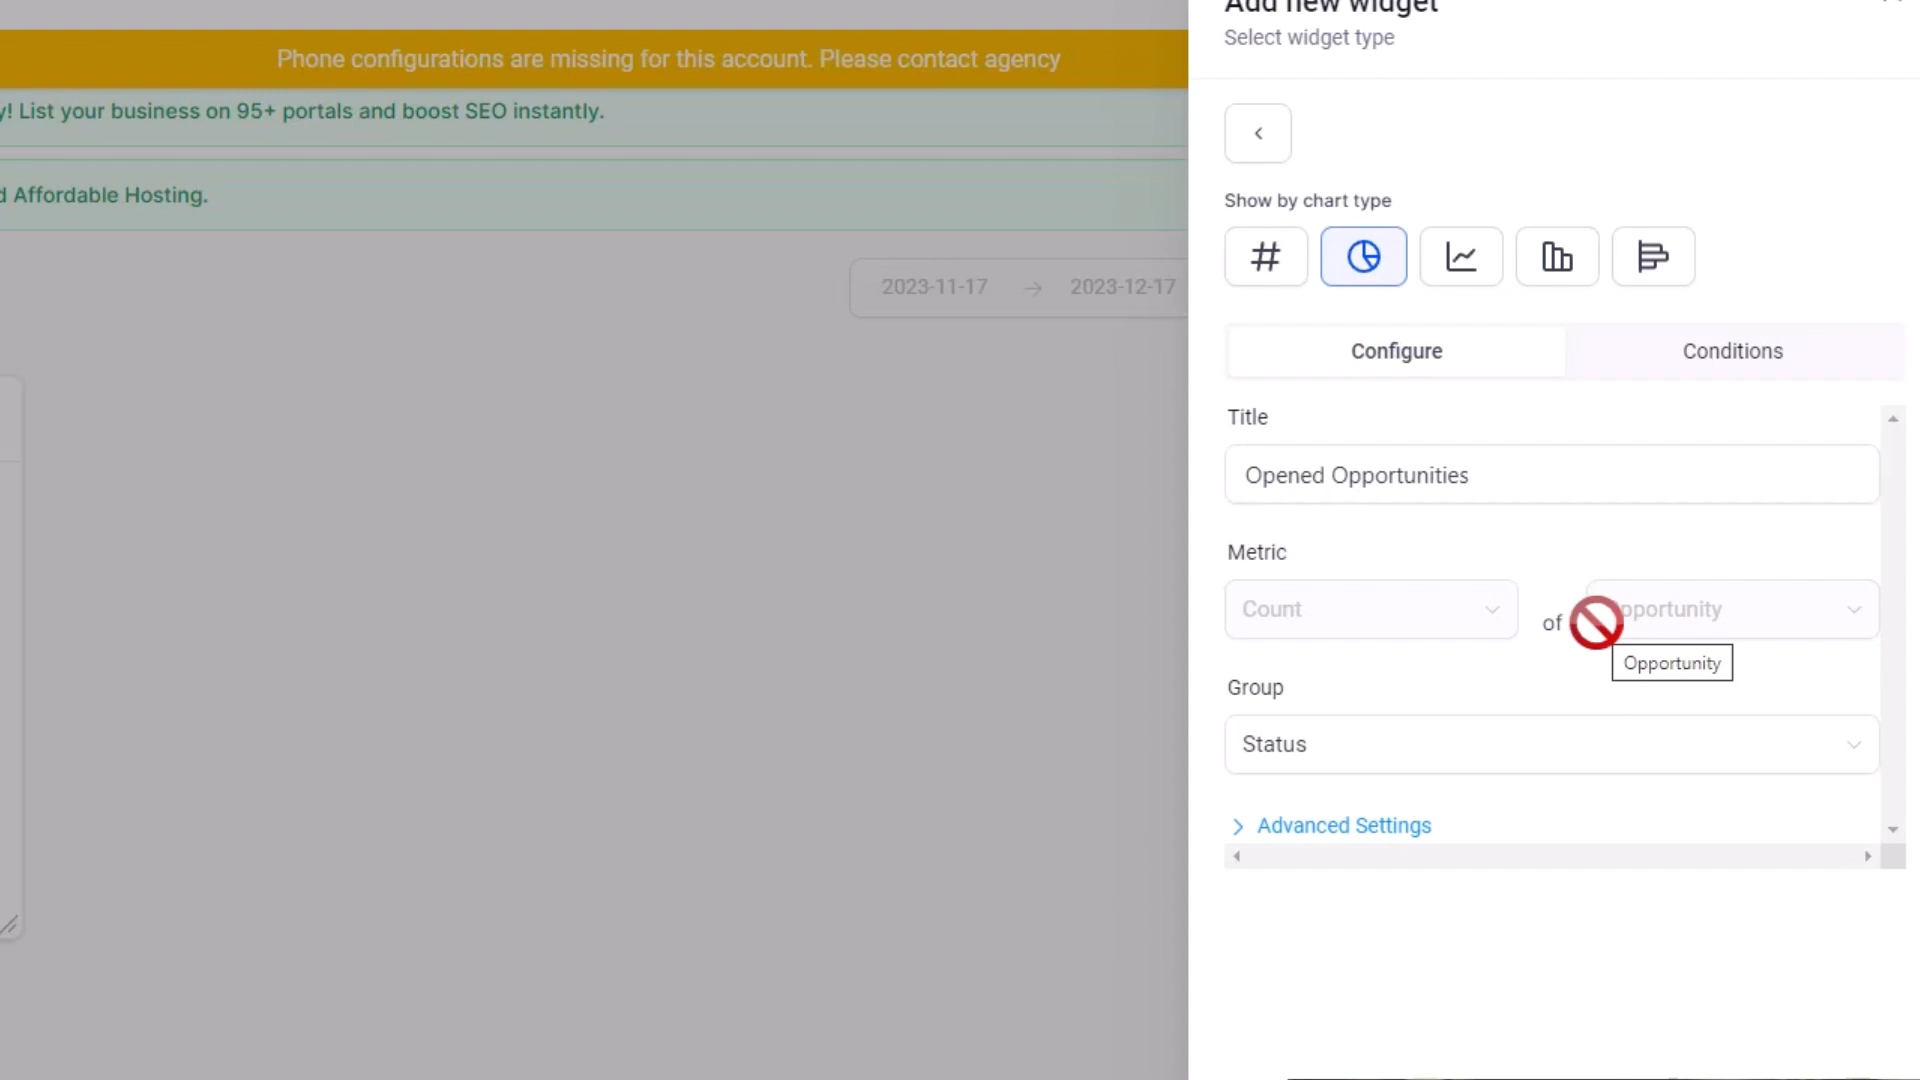 Add new widget
Select widget type
Phone configurations are missing for this account. Please contact agency
y! List your business on 95+ portals and boost SEO instantly.
d Affordable Hosting.
2023-11-17 → 2023-12-17
Show by chart type
Configure
Conditions
Title
Opened Opportunities
Metric
Count
of
pportunity
Opportunity
Group
Status
Advanced Settings